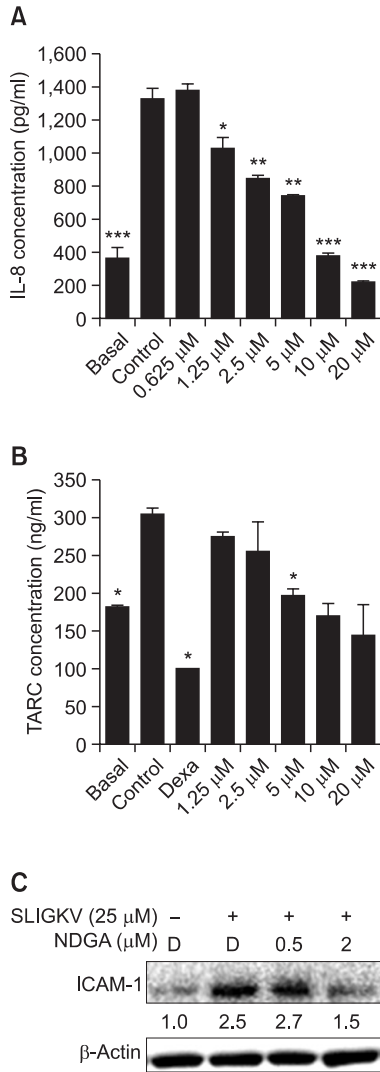 A
IL-8 concentration (pg/ml)
1,600
1,400
1,200
1,000
800
600
400
200
0
***
*
**
**
***
***
Basal
Control
0.625 µM
1.25 µM
2.5 µM
5 µM
10 µM
20 µM
B
TARC concentration (ng/ml)
350
300
250
200
150
100
50
0
*
*
*
Basal
Control
Dexa
1.25 µM
2.5 µM
5 µM
10 µM
20 µM
C
SLIGKV (25 µM) – + + +
NDGA (µM) D D 0.5 2
ICAM-1
1.0 2.5 2.7 1.5
β-Actin